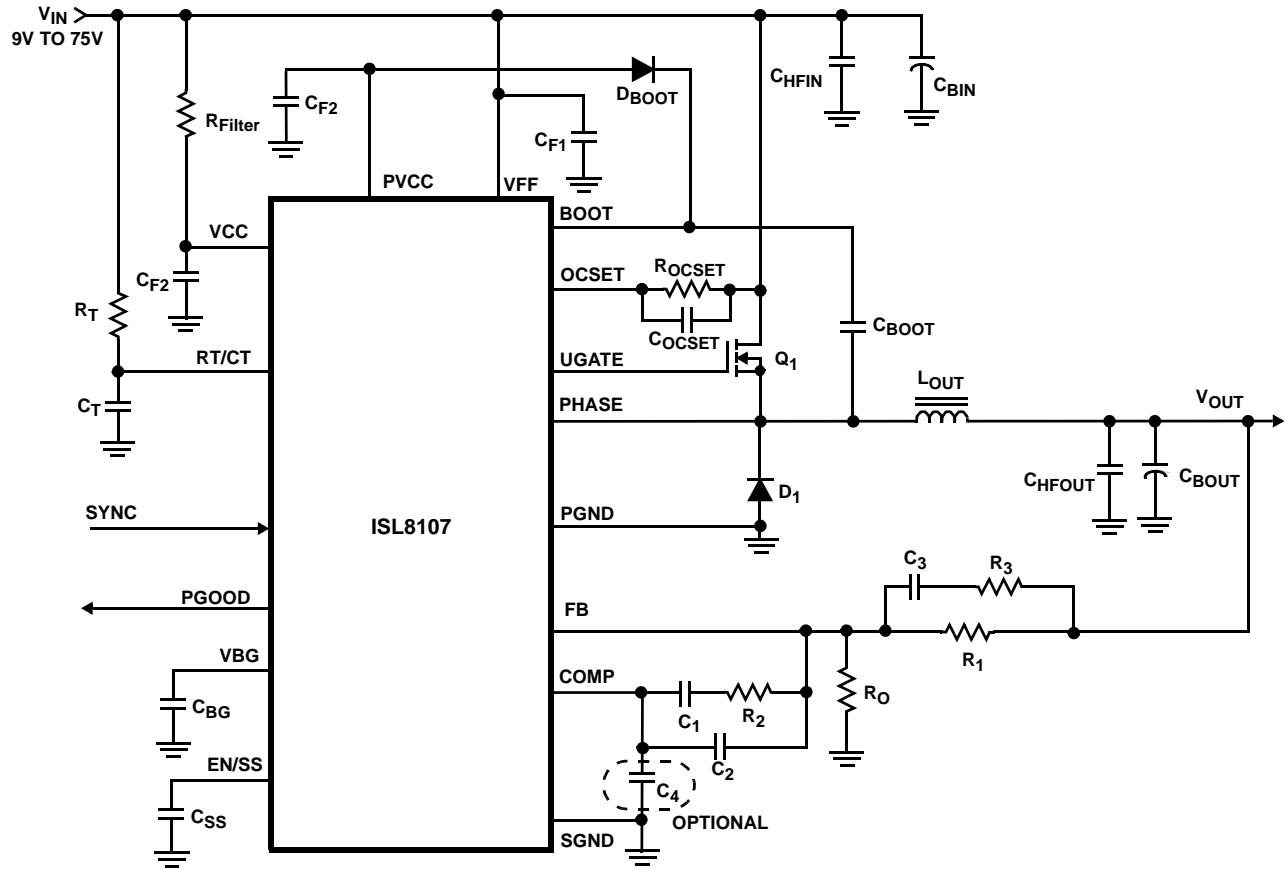 VIN
9V TO 75V
CHFIN
CBIN
DBOOT
CF2
RFilter
CF1
PVCC
VFF
BOOT
VCC
OCSET
ROCSET
CF2
RT
COCSET
CBOOT
RT/CT
UGATE
Q1
LOUT
CT
PHASE
VOUT
CHFOUT
CBOUT
D1
SYNC
PGND
ISL8107
C3
R3
PGOOD
FB
VBG
R1
COMP
RO
CBG
C1
R2
EN/SS
C2
C4
CSS
OPTIONAL
SGND